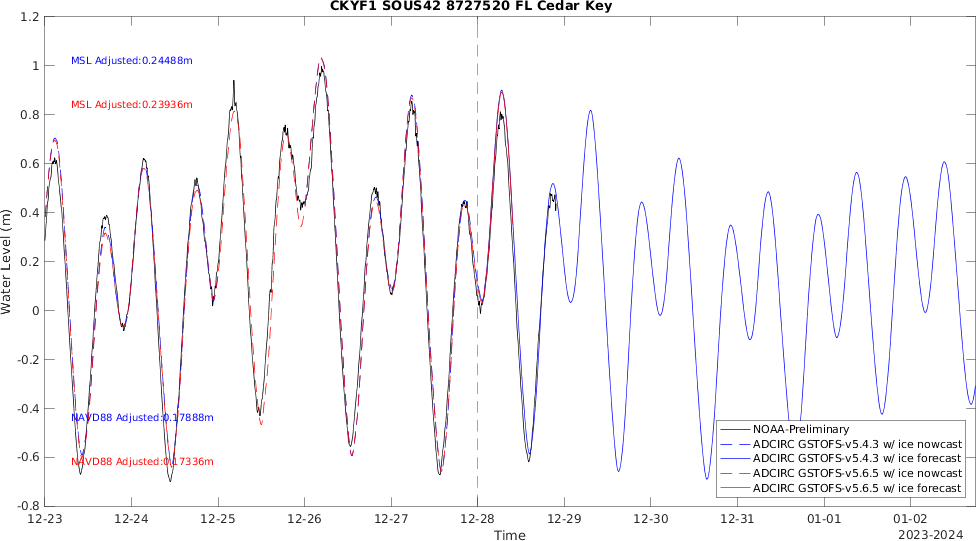 CKYF1 SOUS42 8727520 FL Cedar Key
1.2
1
0.8
0.6
0.4
0.2
0
-0.2
-0.4
-0.6
-0.8
Water Level (m)
MSL Adjusted:0.24488m
MSL Adjusted:0.23936m
NAVD88 Adjusted:0.17888m
NAVD88 Adjusted:0.17336m
NOAA-Preliminary
ADCIRC GSTOFS-v5.4.3 w/ ice nowcast
ADCIRC GSTOFS-v5.4.3 w/ ice forecast
ADCIRC GSTOFS-v5.6.5 w/ ice nowcast
ADCIRC GSTOFS-v5.6.5 w/ ice forecast
12-23 12-24 12-25 12-26 12-27 12-28 12-29 12-30 12-31 01-01 01-02
Time
2023-2024